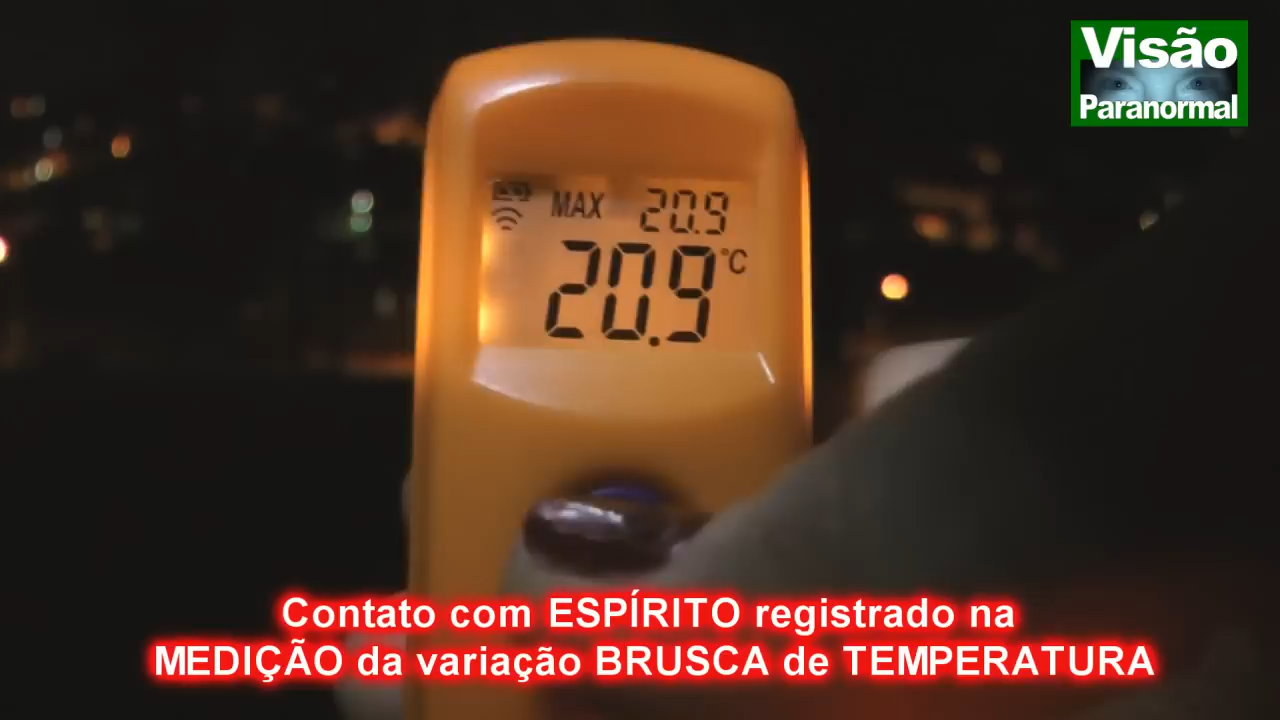 Visão
Paranormal
MAX 20.9
20.9 °C
Contato com ESPÍRITO registrado na
MEDIÇÃO da variação BRUSCA de TEMPERATURA